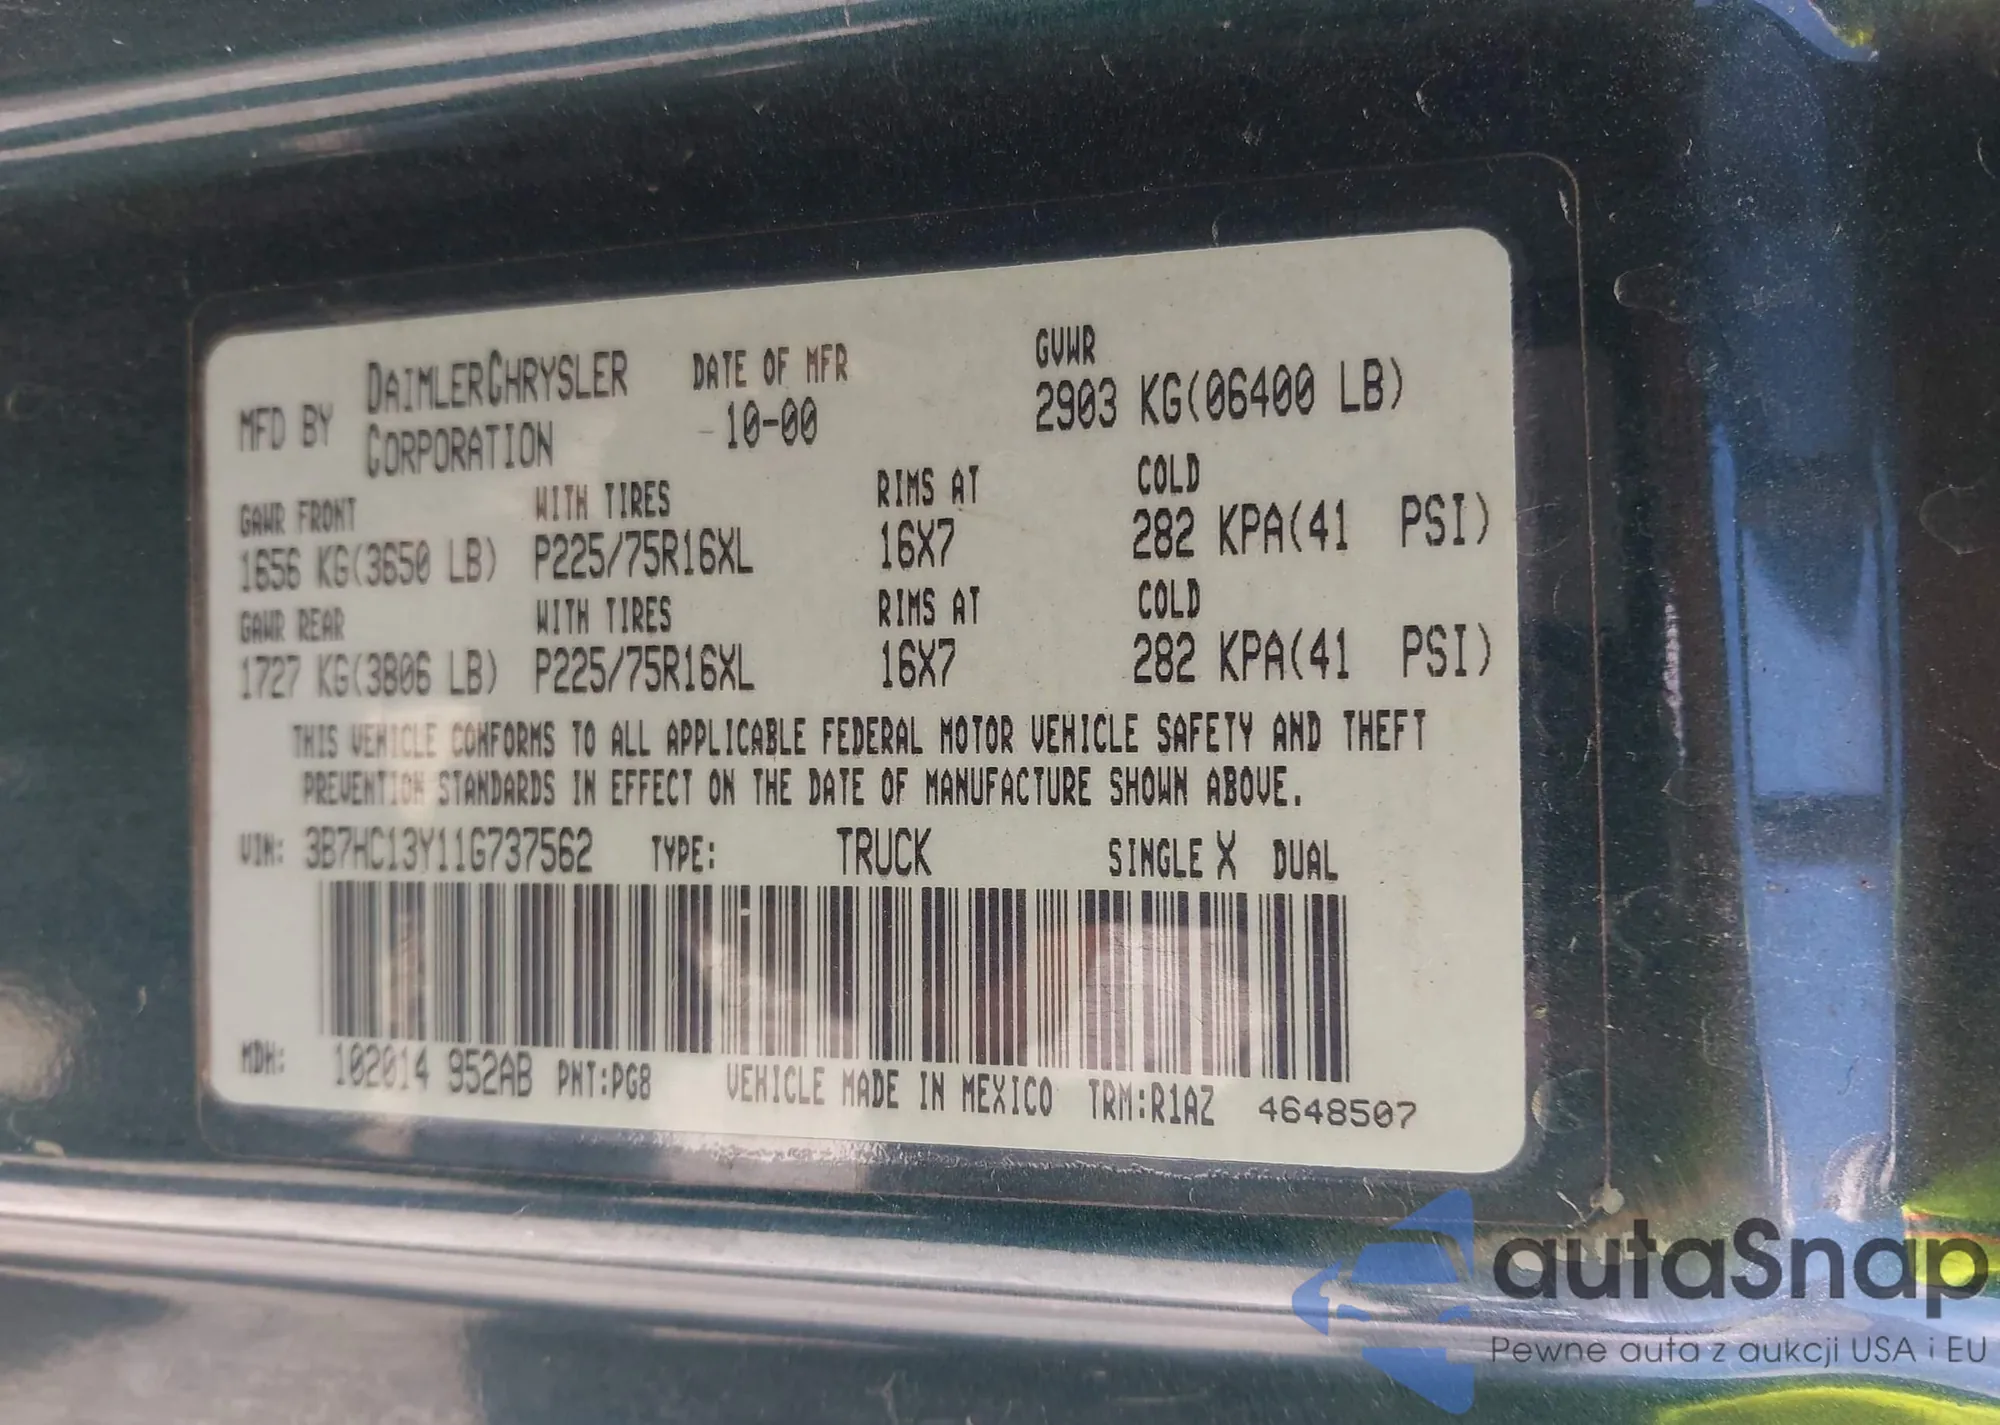 MFD BY DAIMLERCHRYSLER CORPORATION DATE OF MFR 10-00 GVWR 2903 KG(06400 LB)
GAWR FRONT WITH TIRES RIMS AT COLD
1656 KG(3650 LB) P225/75R16XL 16X7 282 KPA(41 PSI)
GAWR REAR WITH TIRES RIMS AT COLD
1727 KG(3806 LB) P225/75R16XL 16X7 282 KPA(41 PSI)
THIS VEHICLE CONFORMS TO ALL APPLICABLE FEDERAL MOTOR VEHICLE SAFETY AND THEFT
PREVENTION STANDARDS IN EFFECT ON THE DATE OF MANUFACTURE SHOWN ABOVE.
VIN: 3B7HC13Y11G737562 TYPE: TRUCK SINGLE X DUAL
MDH: 102014 952AB PNT:PG8 VEHICLE MADE IN MEXICO TRM:R1AZ 4648507
autaSnap
Pewne auta z aukcji USA i EU